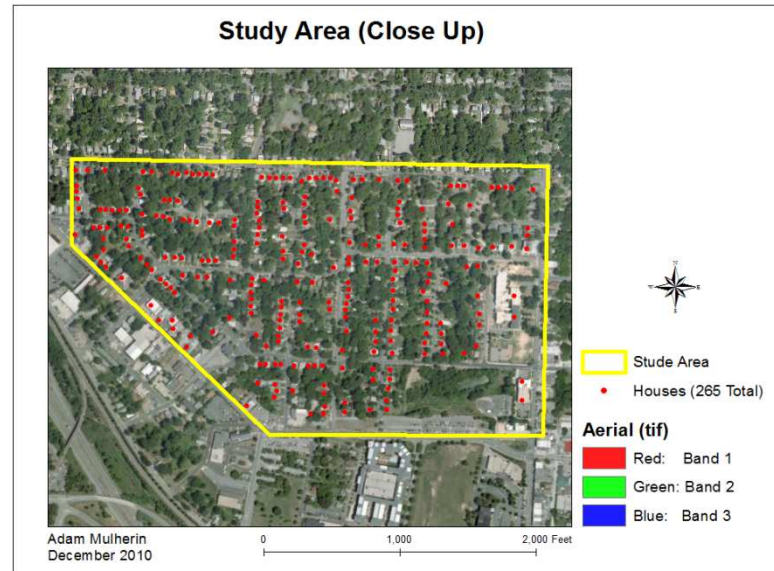 Study Area (Close Up)
N
W E
S
Stude Area
Houses (265 Total)
Aerial (tif)
Red: Band 1
Green: Band 2
Blue: Band 3
Adam Mulherin
December 2010
0 1,000 2,000 Feet